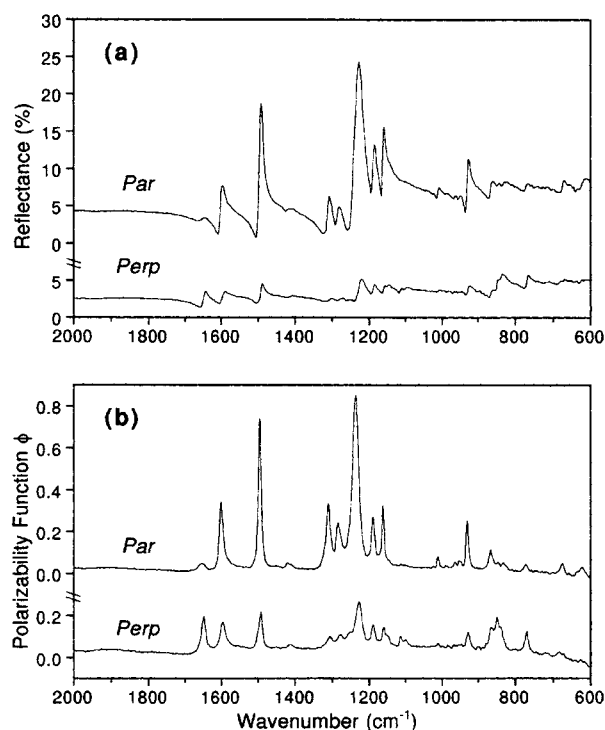 30
(a)
25
20
15
10
5
0
Par
Reflectance (%)
5
0
Perp
2000 1800 1600 1400 1200 1000 800 600
0.8
(b)
0.6
0.4
0.2
0.0
Par
Polarizability Function ϕ
0.2
0.0
Perp
2000 1800 1600 1400 1200 1000 800 600
Wavenumber (cm⁻¹)